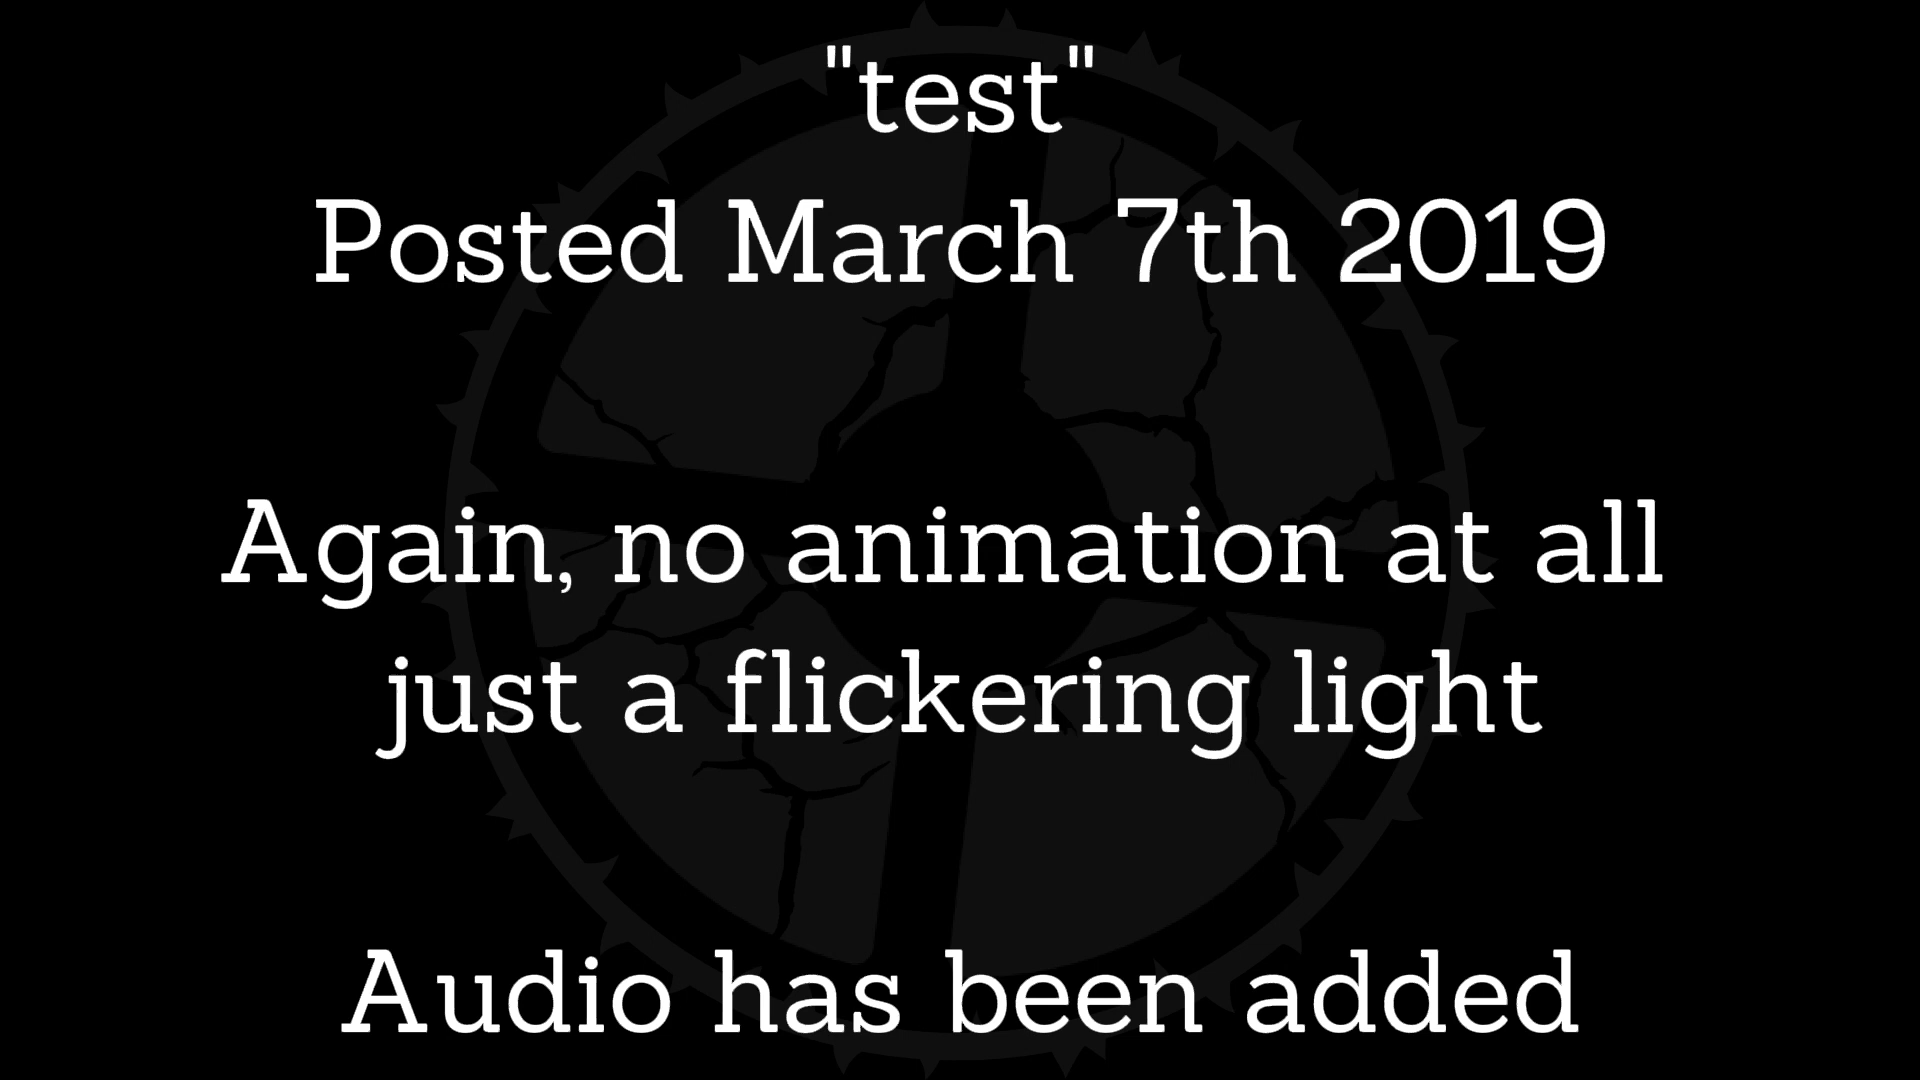 "test"
Posted March 7th 2019
Again, no animation at all
just a flickering light
Audio has been added